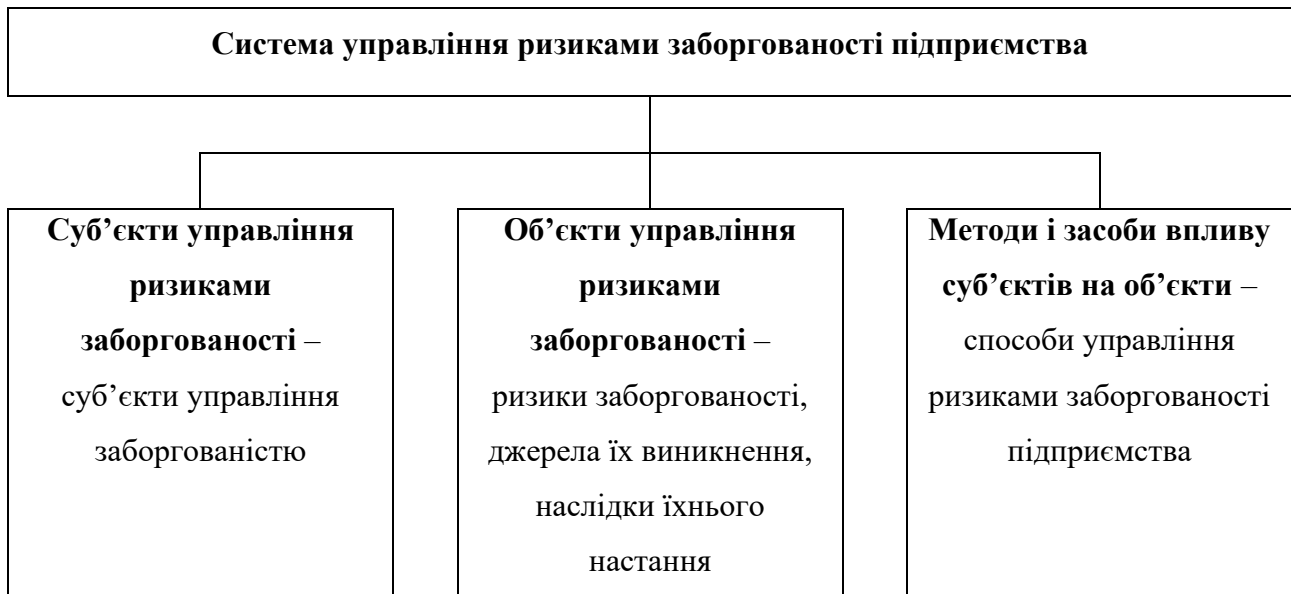 Система управління ризиками заборгованості підприємства
Суб’єкти управління
ризиками
заборгованості –
суб’єкти управління
заборгованістю
Об’єкти управління
ризиками
заборгованості –
ризики заборгованості,
джерела їх виникнення,
наслідки їхнього
настання
Методи і засоби впливу
суб’єктів на об’єкти –
способи управління
ризиками заборгованості
підприємства